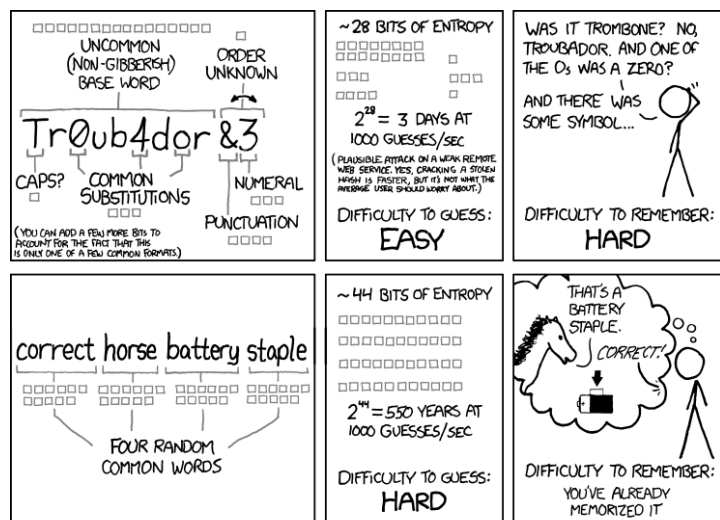 UNCOMMON
(NON-GIBBERISH)
BASE WORD
ORDER
UNKNOWN
Tr0ub4dor &3
CAPS?
COMMON
SUBSTITUTIONS
NUMERAL
PUNCTUATION
(YOU CAN ADD A FEW MORE BITS TO
ACCOUNT FOR THE FACT THAT THIS
IS ONLY ONE OF A FEW COMMON FORMATS.)
~28 BITS OF ENTROPY
2²⁸ = 3 DAYS AT
1000 GUESSES/SEC
(PLAUSIBLE ATTACK ON A WEAK REMOTE
WEB SERVICE. YES, CRACKING A STOLEN
HASH IS FASTER, BUT IT'S NOT WHAT THE
AVERAGE USER SHOULD WORRY ABOUT.)
DIFFICULTY TO GUESS:
EASY
WAS IT TROMBONE? NO,
TROUBADOR. AND ONE OF
THE Os WAS A ZERO?
AND THERE WAS
SOME SYMBOL...
DIFFICULTY TO REMEMBER:
HARD
correct horse battery staple
FOUR RANDOM
COMMON WORDS
~44 BITS OF ENTROPY
2⁴⁴ = 550 YEARS AT
1000 GUESSES/SEC
DIFFICULTY TO GUESS:
HARD
THAT'S A
BATTERY
STAPLE.
CORRECT!
DIFFICULTY TO REMEMBER:
YOU'VE ALREADY
MEMORIZED IT